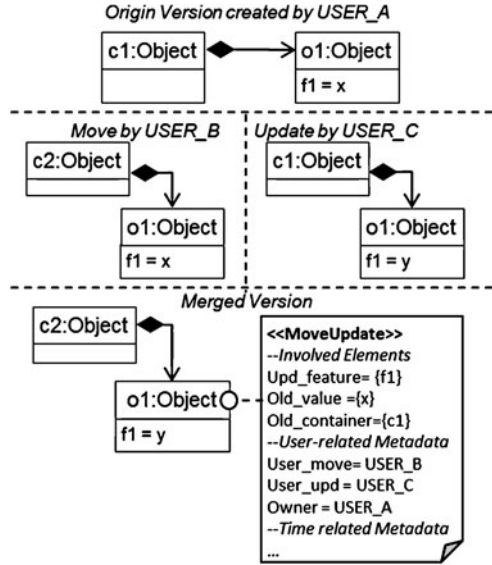 Origin Version created by USER_A
c1:Object
o1:Object
f1 = x
Move by USER_B
c2:Object
o1:Object
f1 = x
Update by USER_C
c1:Object
o1:Object
f1 = y
Merged Version
c2:Object
o1:Object
f1 = y
<<MoveUpdate>>
--Involved Elements
Upd_feature= {f1}
Old_value ={x}
Old_container={c1}
--User-related Metadata
User_move= USER_B
User_upd = USER_C
Owner = USER_A
--Time related Metadata
...